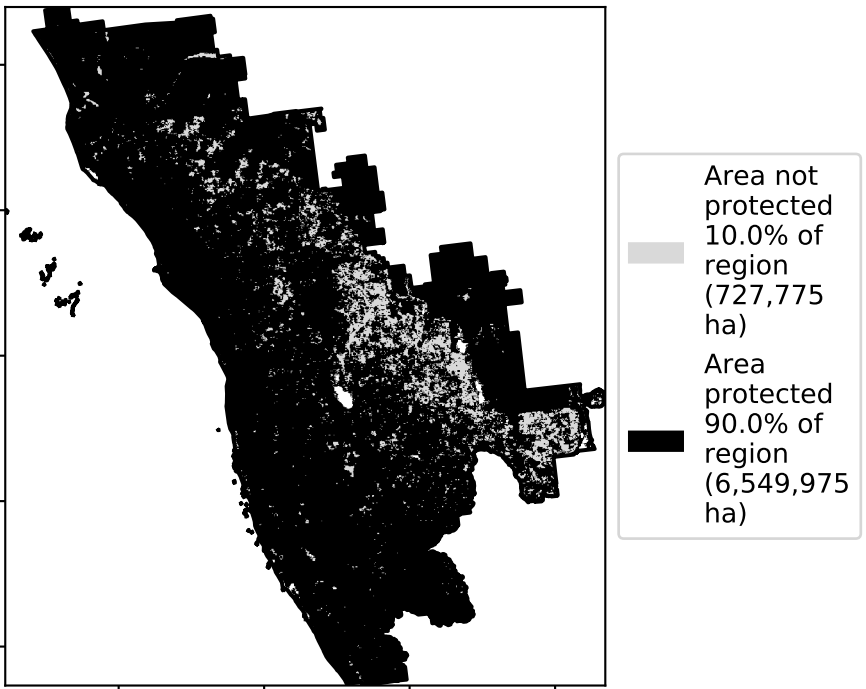 Area not
protected
10.0% of
region
(727,775
ha)
Area
protected
90.0% of
region
(6,549,975
ha)